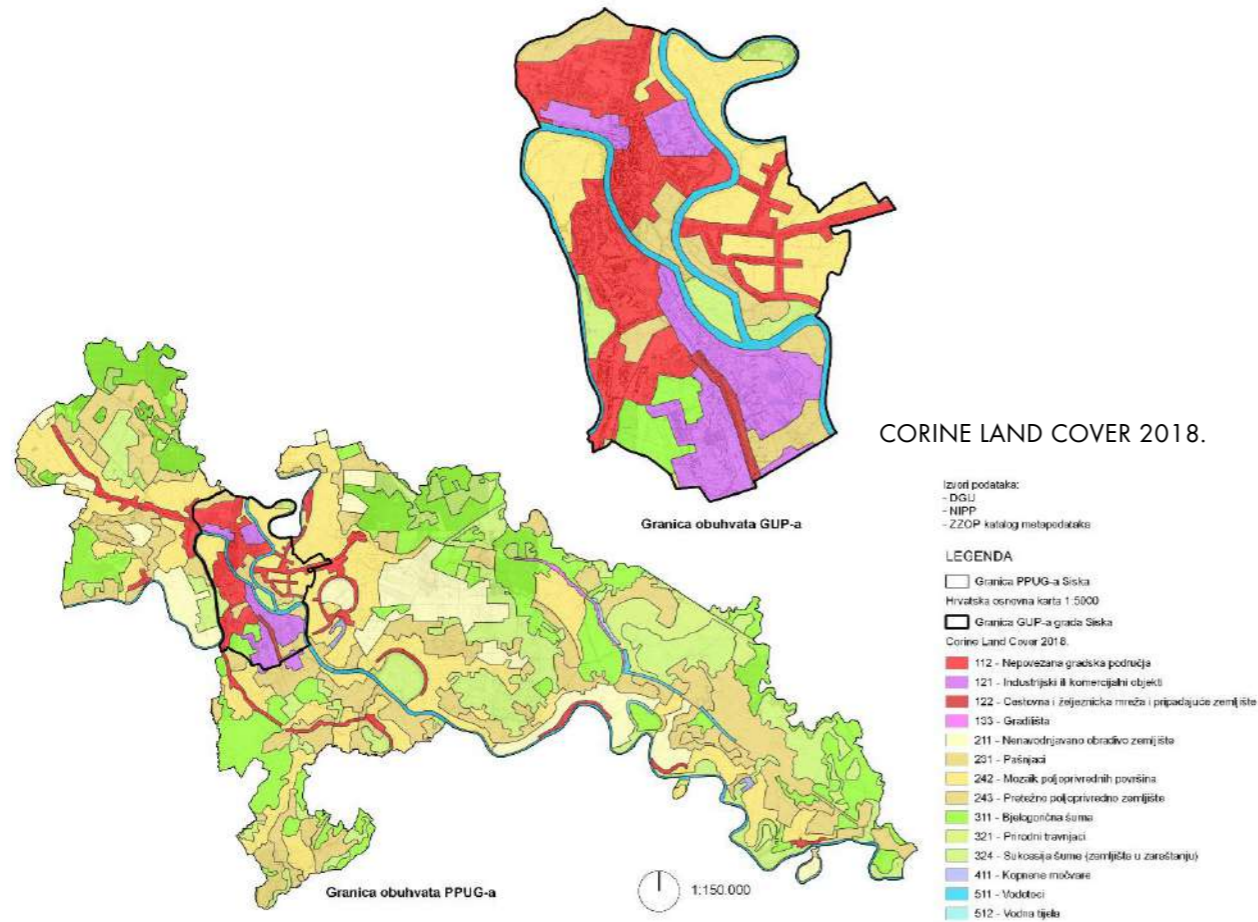 Granica obuhvata GUP-a
CORINE LAND COVER 2018.
Izvori podataka:
- DGU
- NIPP
- ZZOP katalog metapodataka
LEGENDA
Granica PPUG-a Siska
Hrvatska osnovna karta 1:5000
Granica GUP-a grada Siska
Corine Land Cover 2018.
112 - Nepovezana gradska područja
121 - Industrijski ili komercijalni objekti
122 - Cestovna i željeznička mreža i pripadajuće zemljište
133 - Gradilišta
211 - Nenavodnjavano obradivo zemljište
231 - Pašnjaci
242 - Mozaik poljoprivrednih površina
243 - Pretežno poljoprivredno zemljište
311 - Bjelogorična šuma
321 - Prirodni travnjaci
324 - Sukcesija šume (zemljište u zaraštanju)
411 - Kopnene močvare
511 - Vodotoci
512 - Vodna tijela
Granica obuhvata PPUG-a
1:150.000